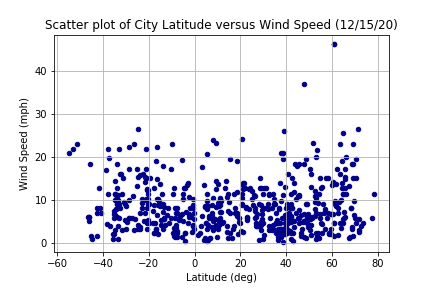 Scatter plot of City Latitude versus Wind Speed (12/15/20)
Wind Speed (mph)
40
30
20
10
0
−60 −40 −20 0 20 40 60 80
Latitude (deg)